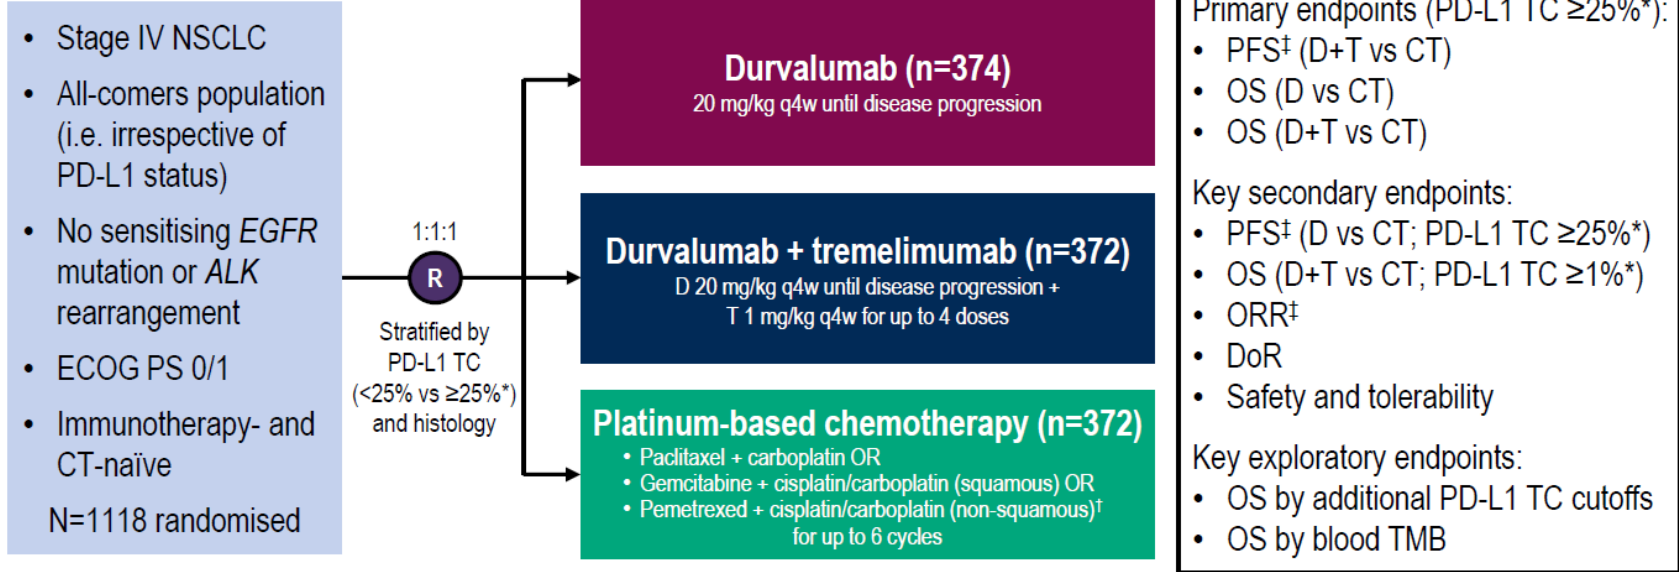 • Stage IV NSCLC
• All-comers population
(i.e. irrespective of
PD-L1 status)
• No sensitising EGFR
mutation or ALK
rearrangement
• ECOG PS 0/1
• Immunotherapy- and
CT-naïve
N=1118 randomised
1:1:1
R
Stratified by
PD-L1 TC
(<25% vs ≥25%*)
and histology
Durvalumab (n=374)
20 mg/kg q4w until disease progression
Durvalumab + tremelimumab (n=372)
D 20 mg/kg q4w until disease progression +
T 1 mg/kg q4w for up to 4 doses
Platinum-based chemotherapy (n=372)
• Paclitaxel + carboplatin OR
• Gemcitabine + cisplatin/carboplatin (squamous) OR
• Pemetrexed + cisplatin/carboplatin (non-squamous)†
for up to 6 cycles
Primary endpoints (PD-L1 TC ≥25%*):
• PFS‡ (D+T vs CT)
• OS (D vs CT)
• OS (D+T vs CT)
Key secondary endpoints:
• PFS‡ (D vs CT; PD-L1 TC ≥25%*)
• OS (D+T vs CT; PD-L1 TC ≥1%*)
• ORR‡
• DoR
• Safety and tolerability
Key exploratory endpoints:
• OS by additional PD-L1 TC cutoffs
• OS by blood TMB